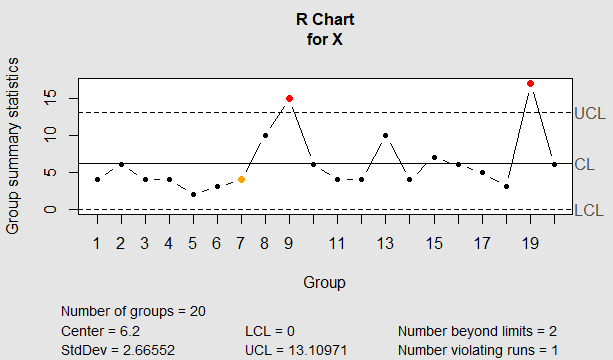 R Chart
for X
Group summary statistics
15
10
5
0
UCL
CL
LCL
1 2 3 4 5 6 7 8 9 11 13 15 17 19
Group
Number of groups = 20
Center = 6.2 LCL = 0 Number beyond limits = 2
StdDev = 2.66552 UCL = 13.10971 Number violating runs = 1